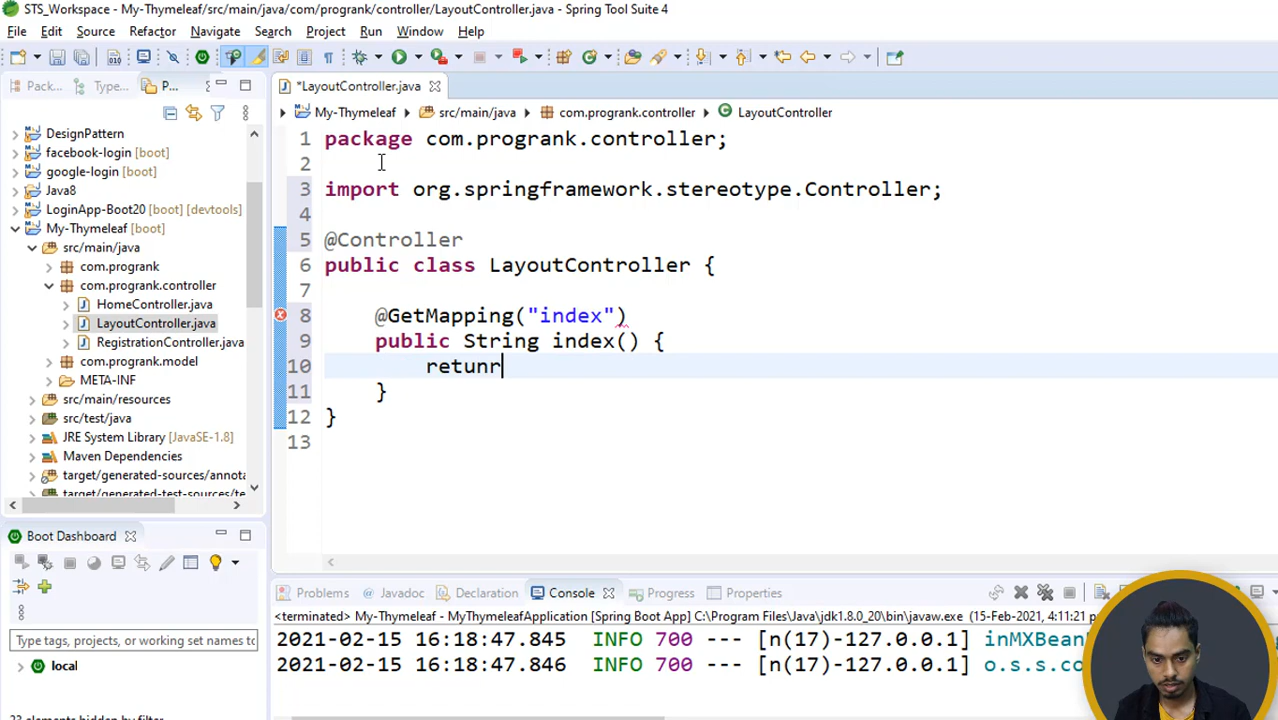 STS_Workspace - My-Thymeleaf/src/main/java/com/progrank/controller/LayoutController.java - Spring Tool Suite 4
File Edit Source Refactor Navigate Search Project Run Window Help
Pack... Type... P...
*LayoutController.java
My-Thymeleaf src/main/java com.progrank.controller LayoutController
DesignPattern
facebook-login [boot]
google-login [boot]
Java8
LoginApp-Boot20 [boot] [devtools]
My-Thymeleaf [boot]
src/main/java
com.progrank
com.progrank.controller
HomeController.java
LayoutController.java
RegistrationController.java
com.progrank.model
META-INF
src/main/resources
src/test/java
JRE System Library [JavaSE-1.8]
Maven Dependencies
target/generated-sources/annota
target/generated-test-sources/te
1 package com.progrank.controller;
2
3 import org.springframework.stereotype.Controller;
4
5 @Controller
6 public class LayoutController {
7
8 @GetMapping("index")
9 public String index() {
10 retunr
11 }
12 }
13
Boot Dashboard
Type tags, projects, or working set names to
local
23 elements hidden by filter
Problems Javadoc Declaration Console Progress Properties
<terminated> My-Thymeleaf - MyThymeleafApplication [Spring Boot App] C:\Program Files\Java\jdk1.8.0_20\bin\javaw.exe (15-Feb-2021, 4:11:21
2021-02-15 16:18:47.845 INFO 700 --- [n(17)-127.0.0.1] inMXBean
2021-02-15 16:18:47.846 INFO 700 --- [n(17)-127.0.0.1] o.s.s.co